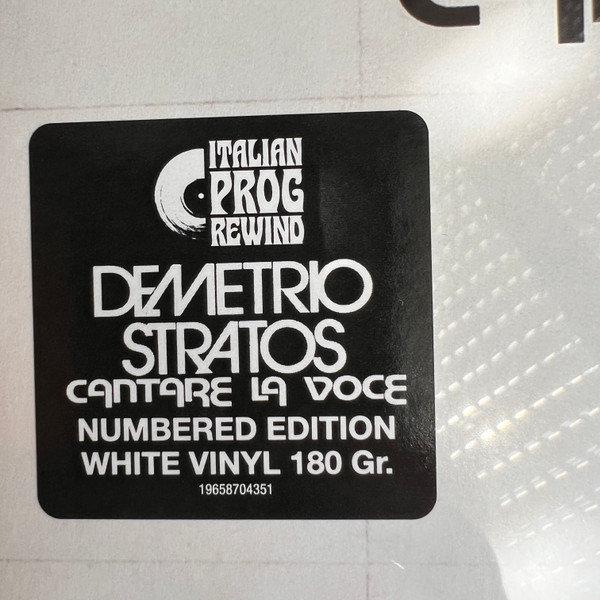 ITALIAN
PROG
REWIND
DEMETRIO
STRATOS
CANTARE LA VOCE
NUMBERED EDITION
WHITE VINYL 180 Gr.
19658704351